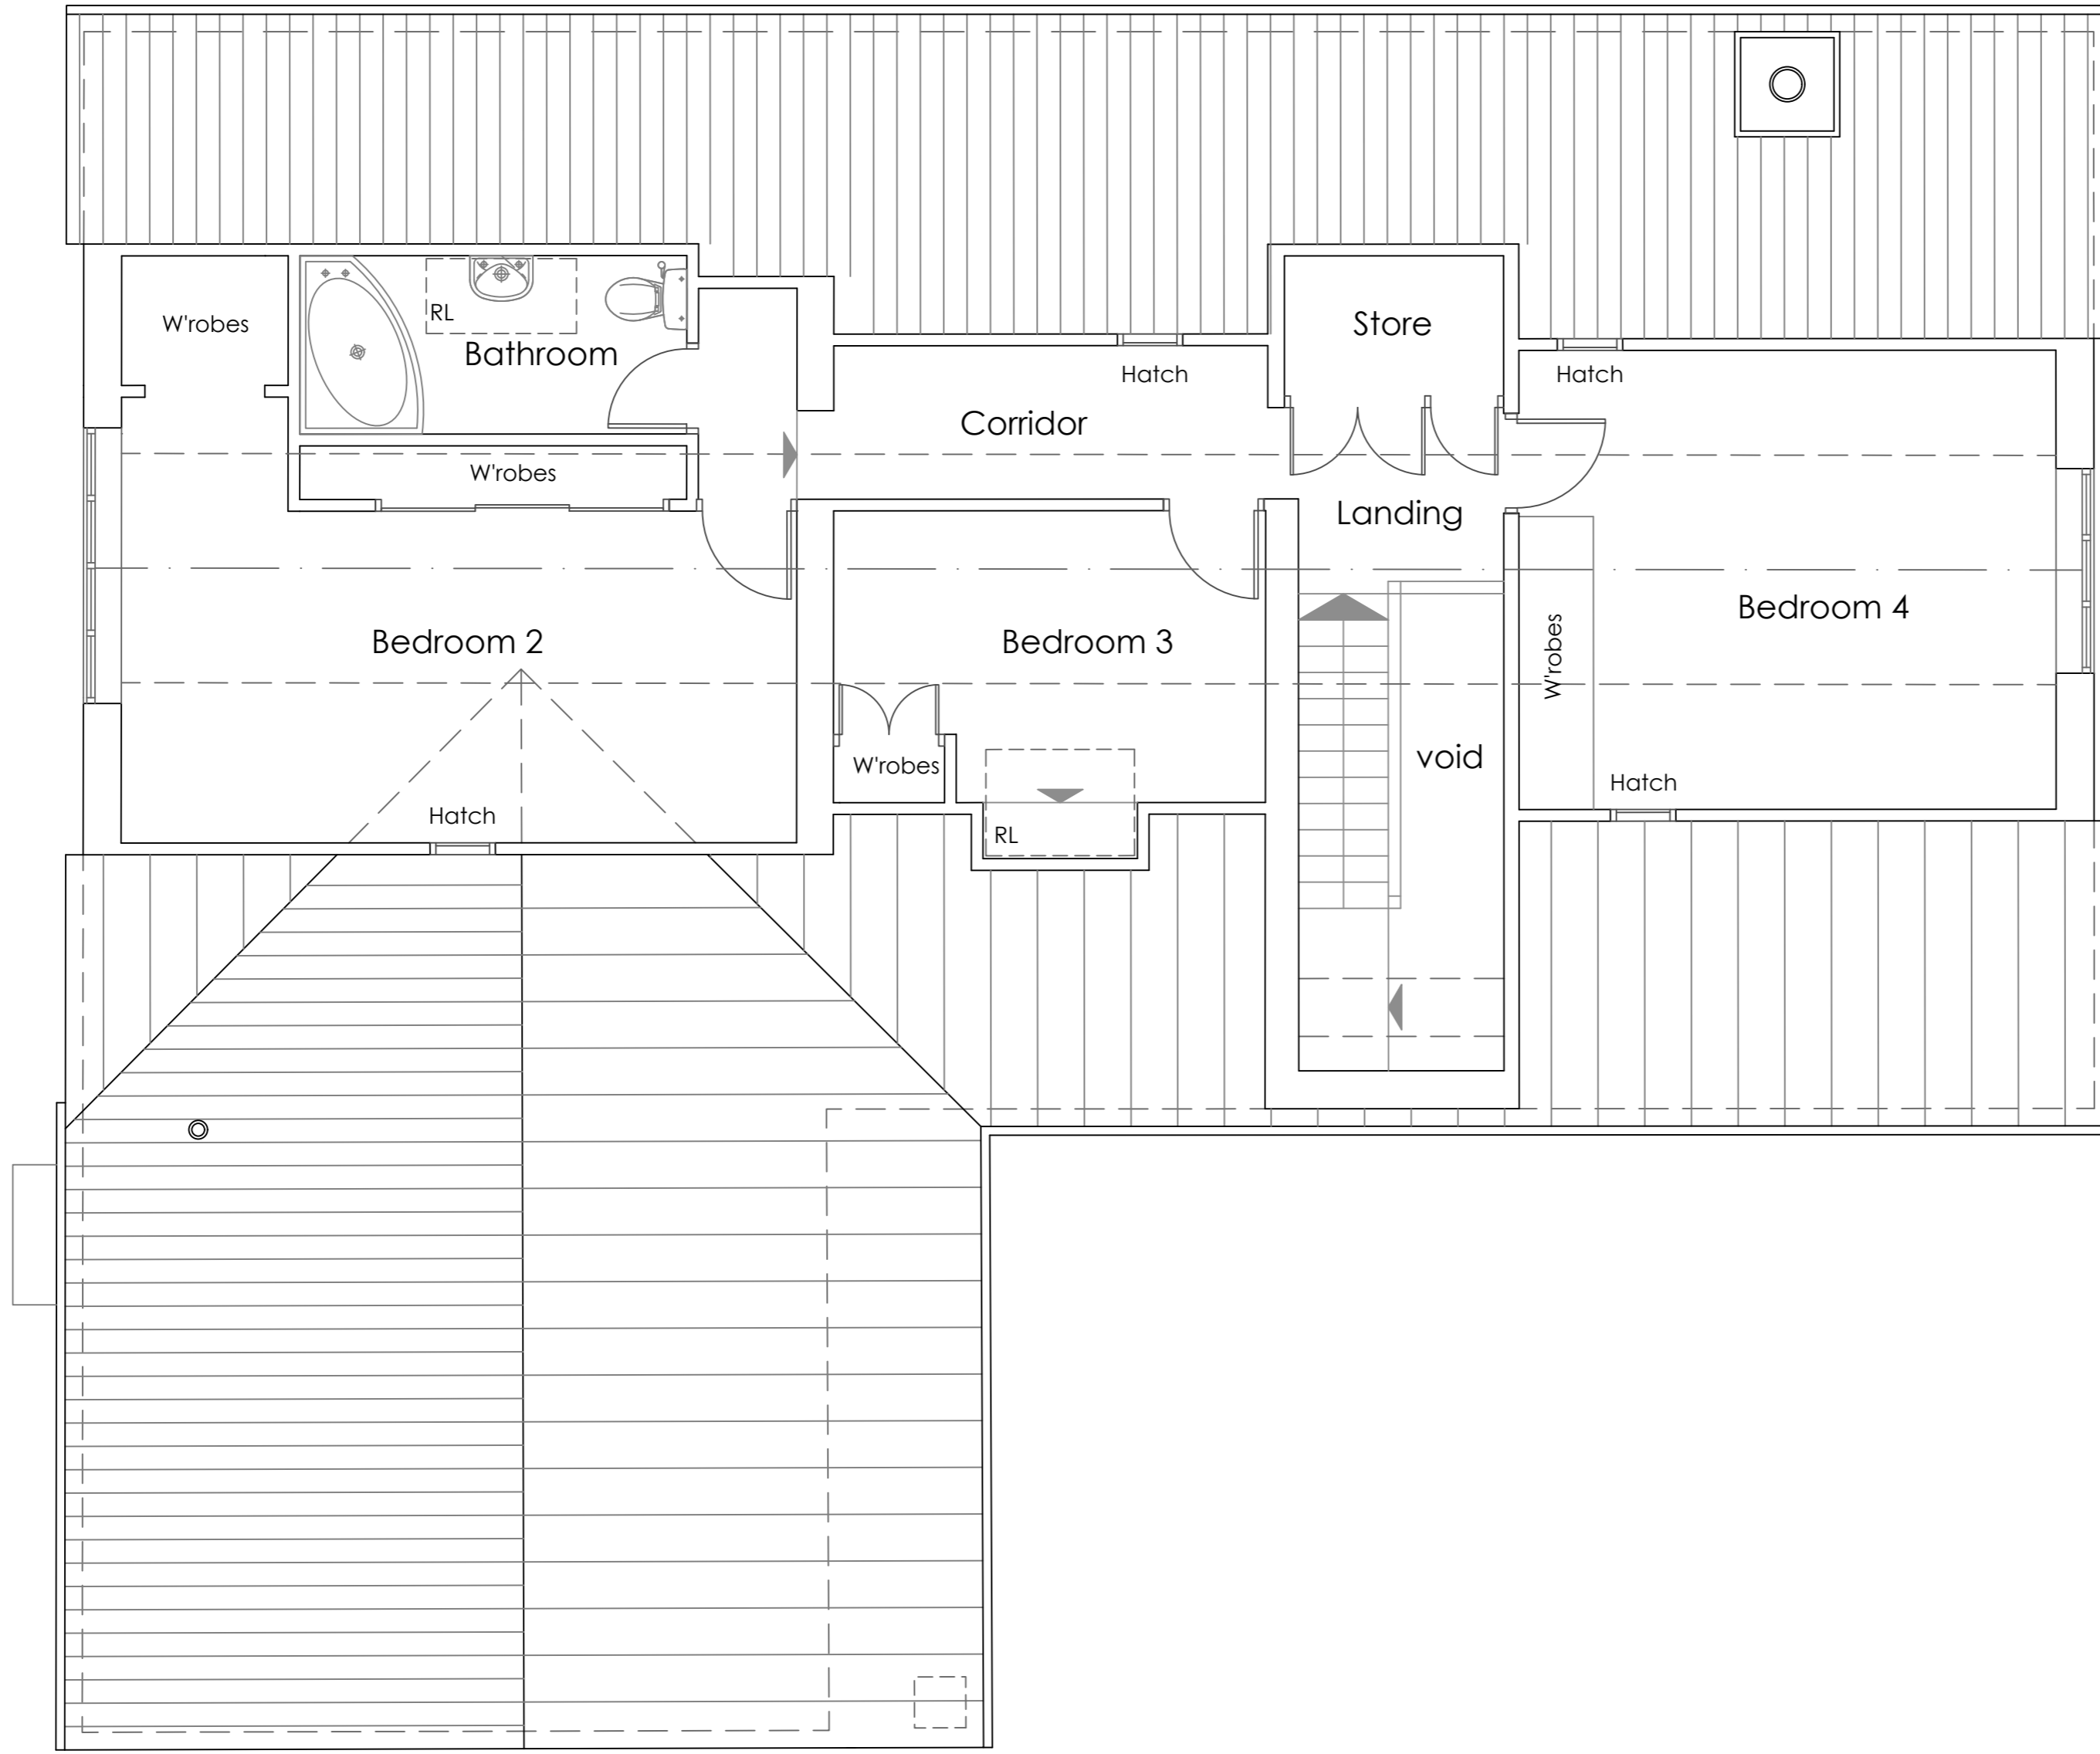 W'robes
RL
Bathroom
W'robes
Corridor
Hatch
Store
Hatch
Landing
Bedroom 2
Bedroom 3
Bedroom 4
W'robes
W'robes
void
Hatch
Hatch
RL